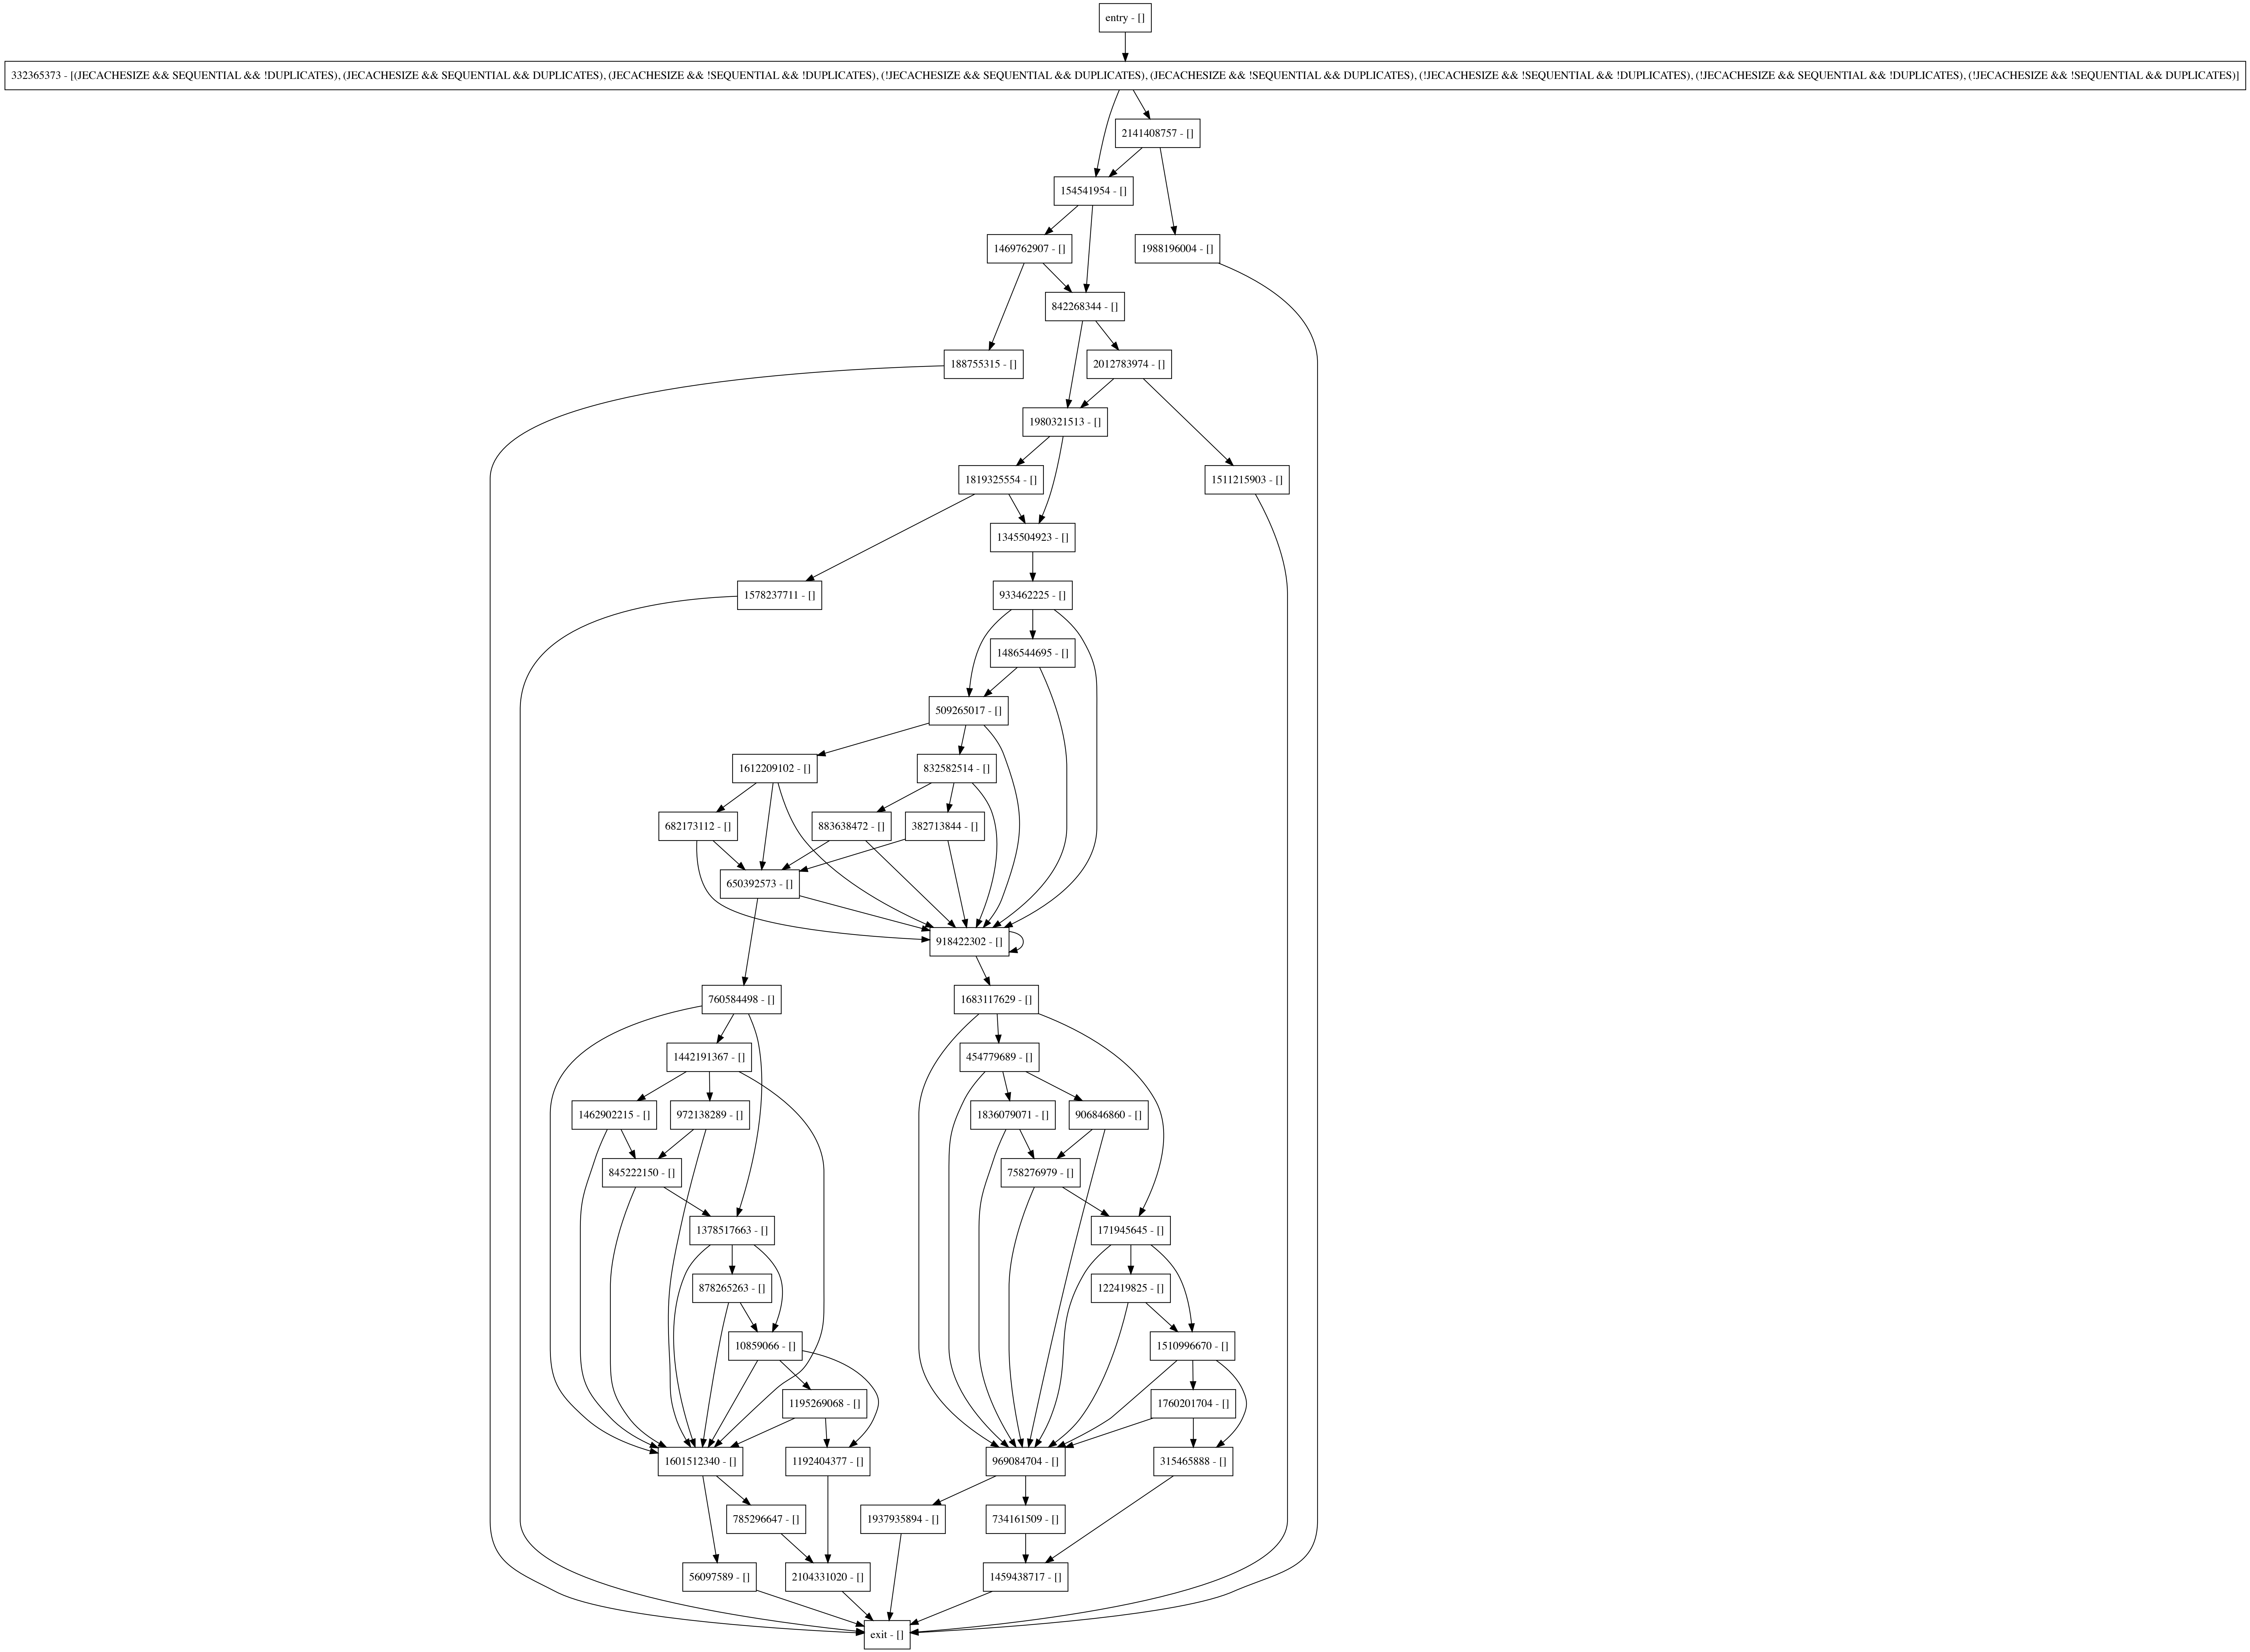 entry - []
332365373 - [(JECACHESIZE && SEQUENTIAL && !DUPLICATES), (JECACHESIZE && SEQUENTIAL && DUPLICATES), (JECACHESIZE && !SEQUENTIAL && !DUPLICATES), (!JECACHESIZE && SEQUENTIAL && DUPLICATES), (JECACHESIZE && !SEQUENTIAL && DUPLICATES), (!JECACHESIZE && !SEQUENTIAL && !DUPLICATES), (!JECACHESIZE && SEQUENTIAL && !DUPLICATES), (!JECACHESIZE && !SEQUENTIAL && DUPLICATES)]
2141408757 - []
154541954 - []
1469762907 - []
1988196004 - []
842268344 - []
188755315 - []
2012783974 - []
1980321513 - []
1819325554 - []
1511215903 - []
1345504923 - []
1578237711 - []
933462225 - []
1486544695 - []
509265017 - []
1612209102 - []
832582514 - []
682173112 - []
883638472 - []
382713844 - []
650392573 - []
918422302 - []
760584498 - []
1683117629 - []
1442191367 - []
454779689 - []
1462902215 - []
972138289 - []
1836079071 - []
906846860 - []
845222150 - []
758276979 - []
1378517663 - []
171945645 - []
878265263 - []
122419825 - []
10859066 - []
1510996670 - []
1195269068 - []
1760201704 - []
1601512340 - []
1192404377 - []
969084704 - []
315465888 - []
785296647 - []
1937935894 - []
734161509 - []
56097589 - []
2104331020 - []
1459438717 - []
exit - []